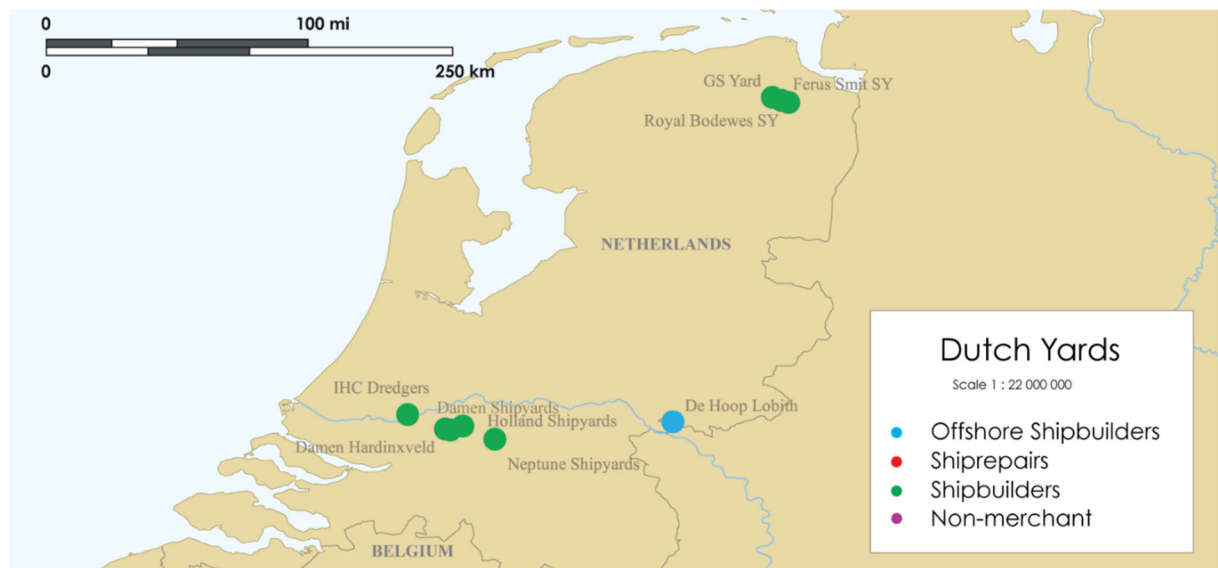 0
100 mi
0
250 km
GS Yard
Ferus Smit SY
Royal Bodewes SY
NETHERLANDS
IHC Dredgers
Damen Shipyards
Holland Shipyards
De Hoop Lobith
Damen Hardinxveld
Neptune Shipyards
BELGIUM
Dutch Yards
Scale 1 : 22 000 000
Offshore Shipbuilders
Shiprepairs
Shipbuilders
Non-merchant